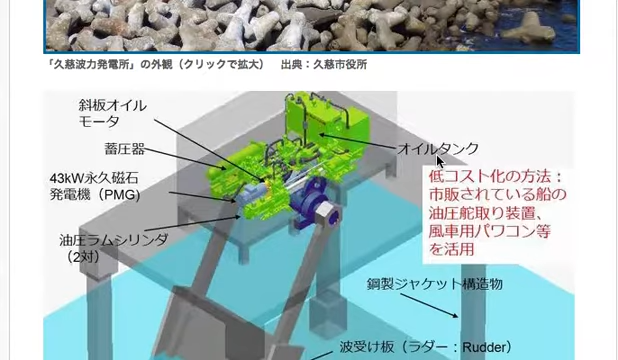 「久慈波力発電所」の外観（クリックで拡大）　出典：久慈市役所
斜板オイル
モータ
蓄圧器
オイルタンク
43kW永久磁石
発電機（PMG)
低コスト化の方法：
市販されている船の
油圧舵取り装置、
風車用パワコン等
を活用
油圧ラムシリンダ
（2対）
鋼製ジャケット構造物
波受け板（ラダー：Rudder）